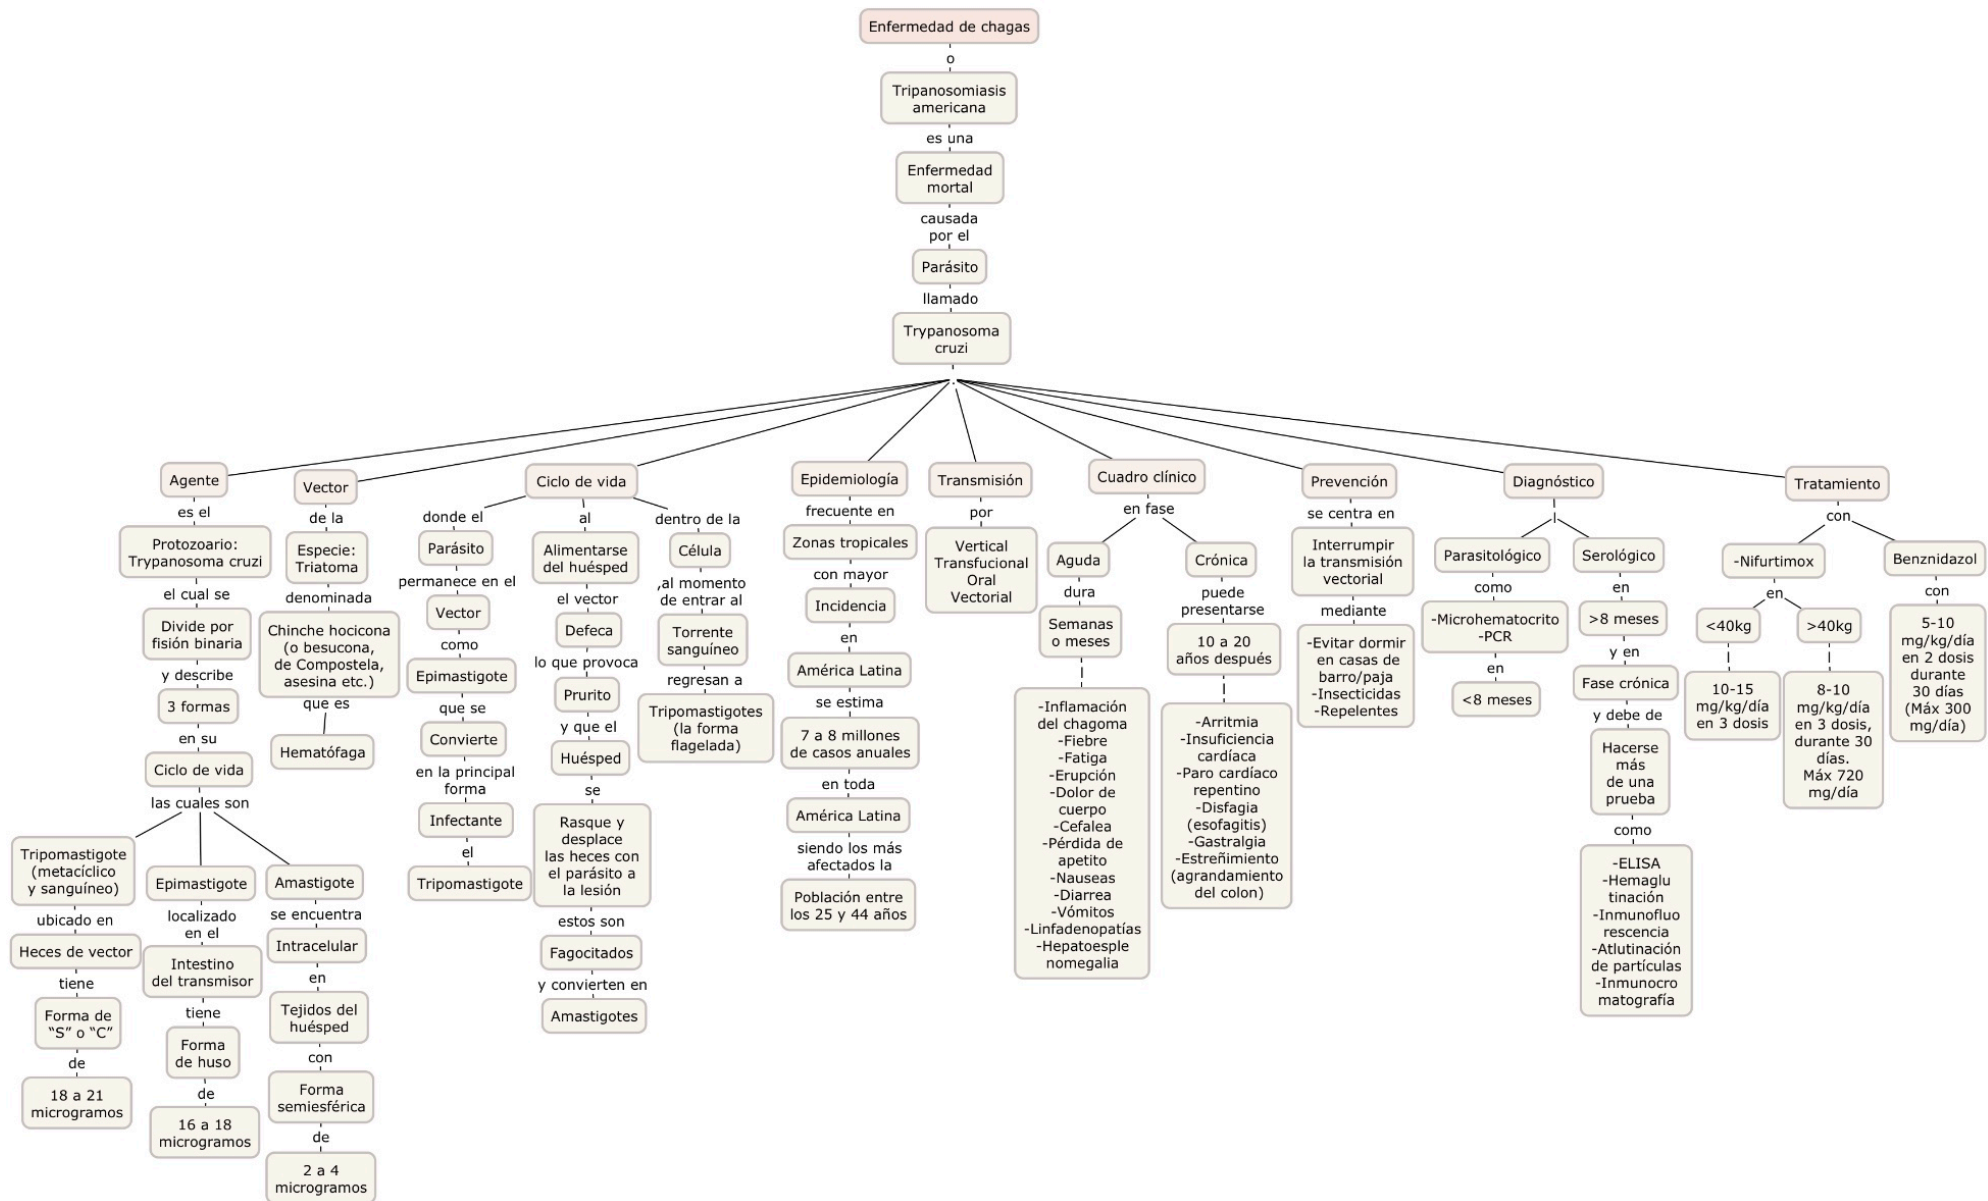 Enfermedad de chagas
o
Tripanosomiasis
americana
es una
Enfermedad
mortal
causada
por el
Parásito
llamado
Trypanosoma
cruzi
.
Agente
es el
Protozoario:
Trypanosoma cruzi
el cual se
Divide por
fisión binaria
y describe
3 formas
en su
Ciclo de vida
las cuales son
Tripomastigote
(metacíclico
y sanguíneo)
ubicado en
Heces de vector
tiene
Forma de
“S” o “C”
de
18 a 21
microgramos
Epimastigote
localizado
en el
Intestino
del transmisor
tiene
Forma
de huso
de
16 a 18
microgramos
Amastigote
se encuentra
Intracelular
en
Tejidos del
huésped
con
Forma
semiesférica
de
2 a 4
microgramos
Vector
de la
Especie:
Triatoma
denominada
Chinche hocicona
(o besucona,
de Compostela,
asesina etc.)
que es
Hematófaga
Ciclo de vida
donde el
Parásito
permanece en el
Vector
como
Epimastigote
que se
Convierte
en la principal
forma
Infectante
el
Tripomastigote
al
Alimentarse
del huésped
el vector
Defeca
lo que provoca
Prurito
y que el
Huésped
se
Rasque y
desplace
las heces con
el parásito a
la lesión
estos son
Fagocitados
y convierten en
Amastigotes
dentro de la
Célula
,al momento
de entrar al
Torrente
sanguíneo
regresan a
Tripomastigotes
(la forma
flagelada)
Epidemiología
frecuente en
Zonas tropicales
con mayor
Incidencia
en
América Latina
se estima
7 a 8 millones
de casos anuales
en toda
América Latina
siendo los más
afectados la
Población entre
los 25 y 44 años
Transmisión
por
Vertical
Transfucional
Oral
Vectorial
Cuadro clínico
en fase
Aguda
dura
Semanas
o meses
-Inflamación
del chagoma
-Fiebre
-Fatiga
-Erupción
-Dolor de
cuerpo
-Cefalea
-Pérdida de
apetito
-Nauseas
-Diarrea
-Vómitos
-Linfadenopatías
-Hepatoesple
nomegalia
Crónica
puede
presentarse
10 a 20
años después
-Arritmia
-Insuficiencia
cardíaca
-Paro cardíaco
repentino
-Disfagia
(esofagitis)
-Gastralgia
-Estreñimiento
(agrandamiento
del colon)
Prevención
se centra en
Interrumpir
la transmisión
vectorial
mediante
-Evitar dormir
en casas de
barro/paja
-Insecticidas
-Repelentes
Diagnóstico
Parasitológico
como
-Microhematocrito
-PCR
en
<8 meses
Serológico
en
>8 meses
y en
Fase crónica
y debe de
Hacerse
más
de una
prueba
como
-ELISA
-Hemaglu
tinación
-Inmunofluo
rescencia
-Atlutinación
de partículas
-Inmunocro
matografía
Tratamiento
con
-Nifurtimox
en
<40kg
10-15
mg/kg/día
en 3 dosis
>40kg
8-10
mg/kg/día
en 3 dosis,
durante 30
días.
Máx 720
mg/día
Benznidazol
con
5-10
mg/kg/día
en 2 dosis
durante
30 días
(Máx 300
mg/día)